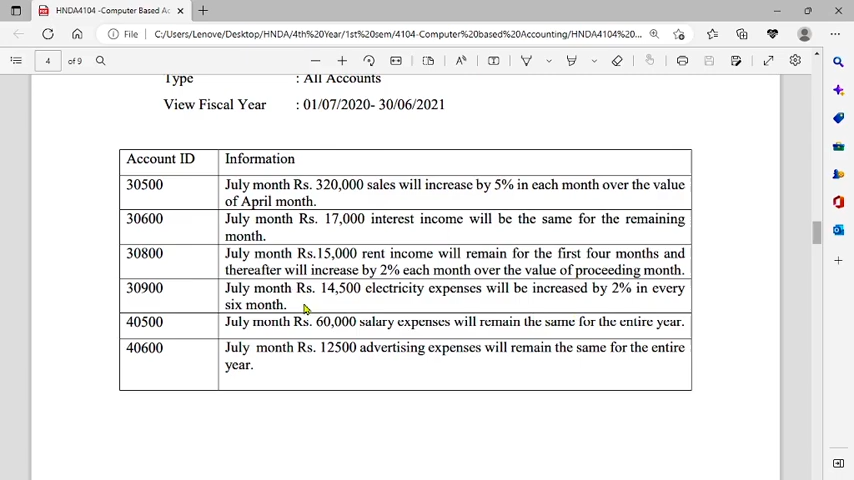 HNDA4104 -Computer Based Ac
File
C:/Users/Lenove/Desktop/HNDA/4th%20Year/1st%20sem/4104-Computer%20based%20Accounting/HNDA4104%20...
4 of 9
Type : All Accounts
View Fiscal Year : 01/07/2020- 30/06/2021
Account ID Information
30500 July month Rs. 320,000 sales will increase by 5% in each month over the value
of April month.
30600 July month Rs. 17,000 interest income will be the same for the remaining
month.
30800 July month Rs.15,000 rent income will remain for the first four months and
thereafter will increase by 2% each month over the value of proceeding month.
30900 July month Rs. 14,500 electricity expenses will be increased by 2% in every
six month.
40500 July month Rs. 60,000 salary expenses will remain the same for the entire year.
40600 July month Rs. 12500 advertising expenses will remain the same for the entire
year.